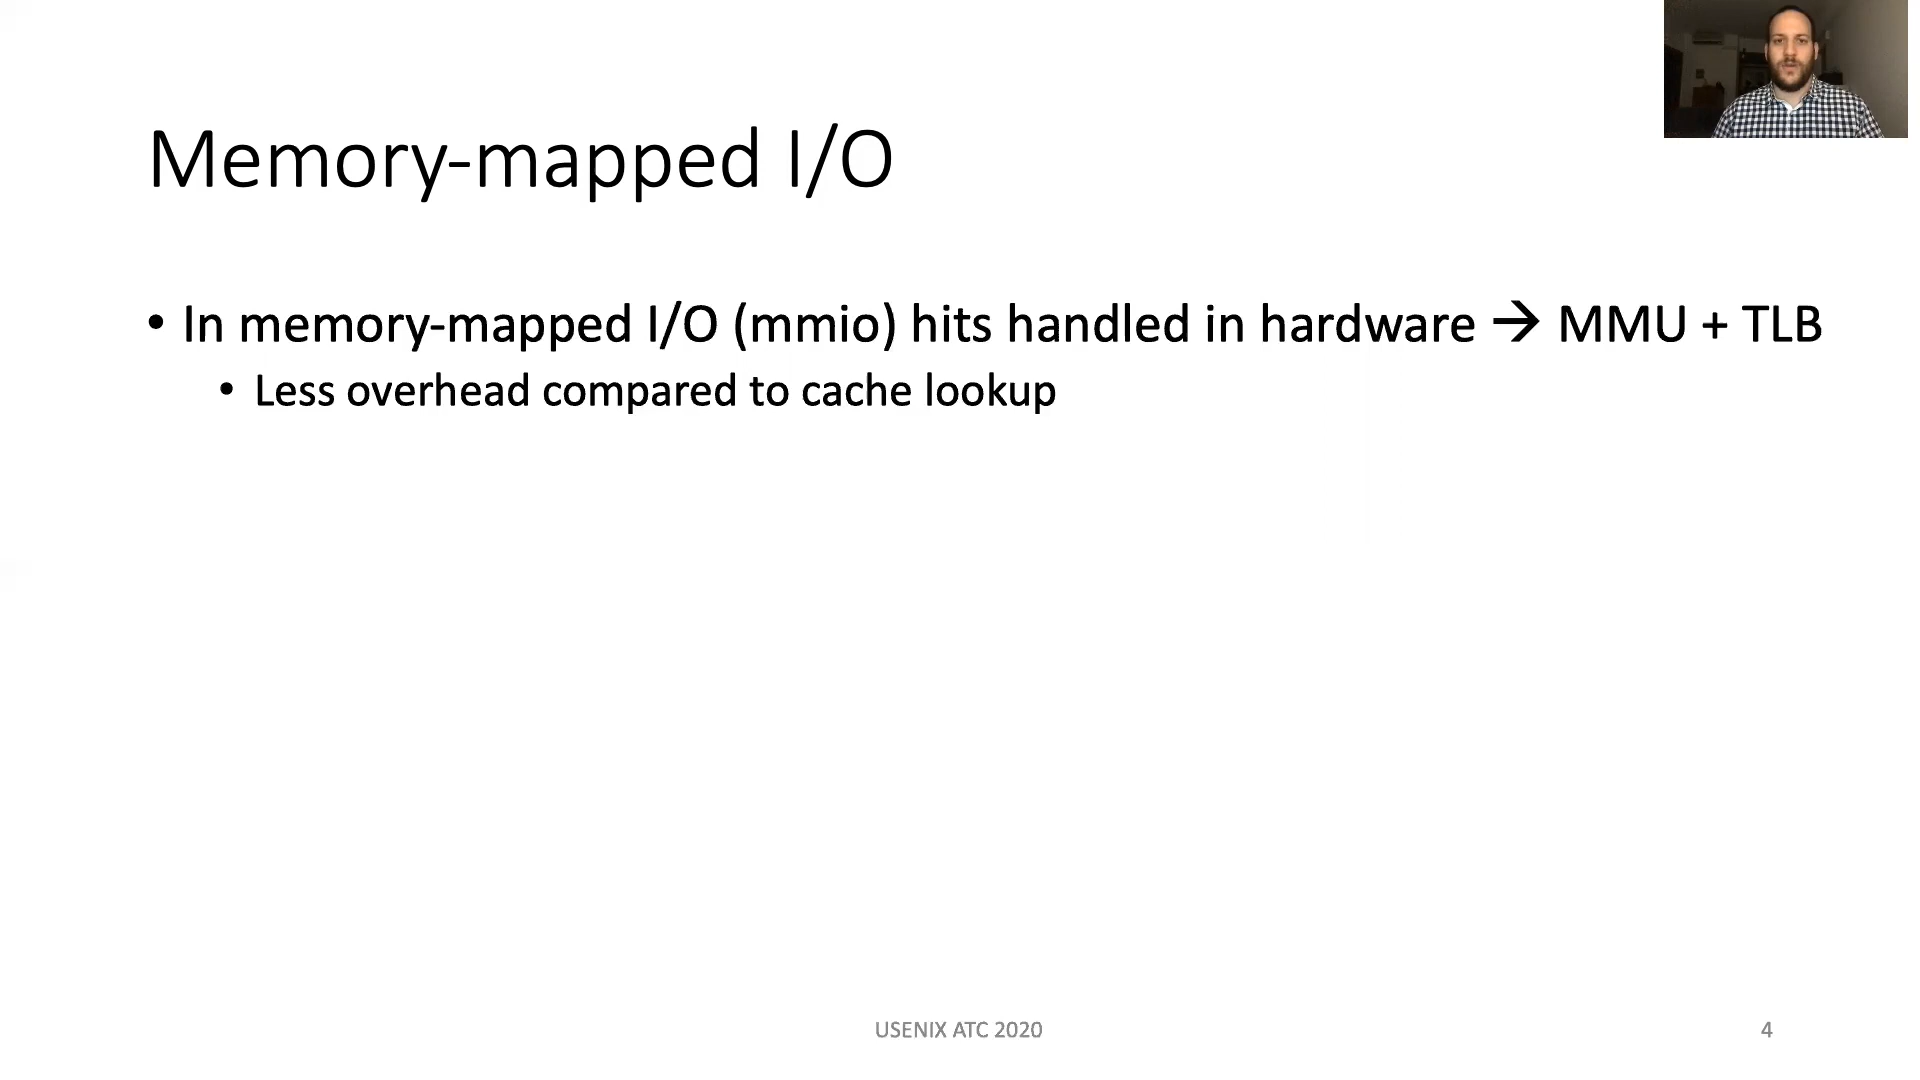 Memory-mapped I/O
• In memory-mapped I/O (mmio) hits handled in hardware → MMU + TLB
• Less overhead compared to cache lookup
USENIX ATC 2020
4